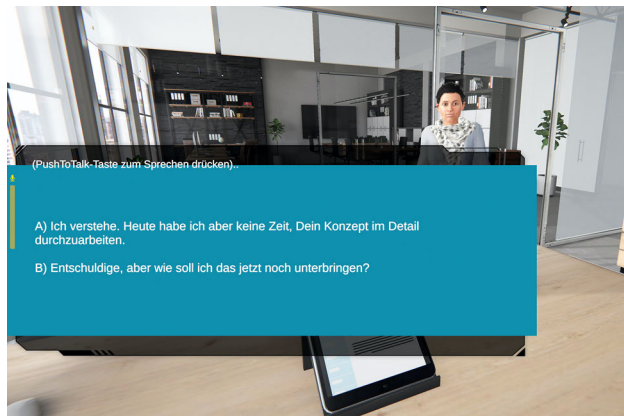 (PushToTalk-Taste zum Sprechen drücken)..
A) Ich verstehe. Heute habe ich aber keine Zeit, Dein Konzept im Detail
durchzuarbeiten.
B) Entschuldige, aber wie soll ich das jetzt noch unterbringen?